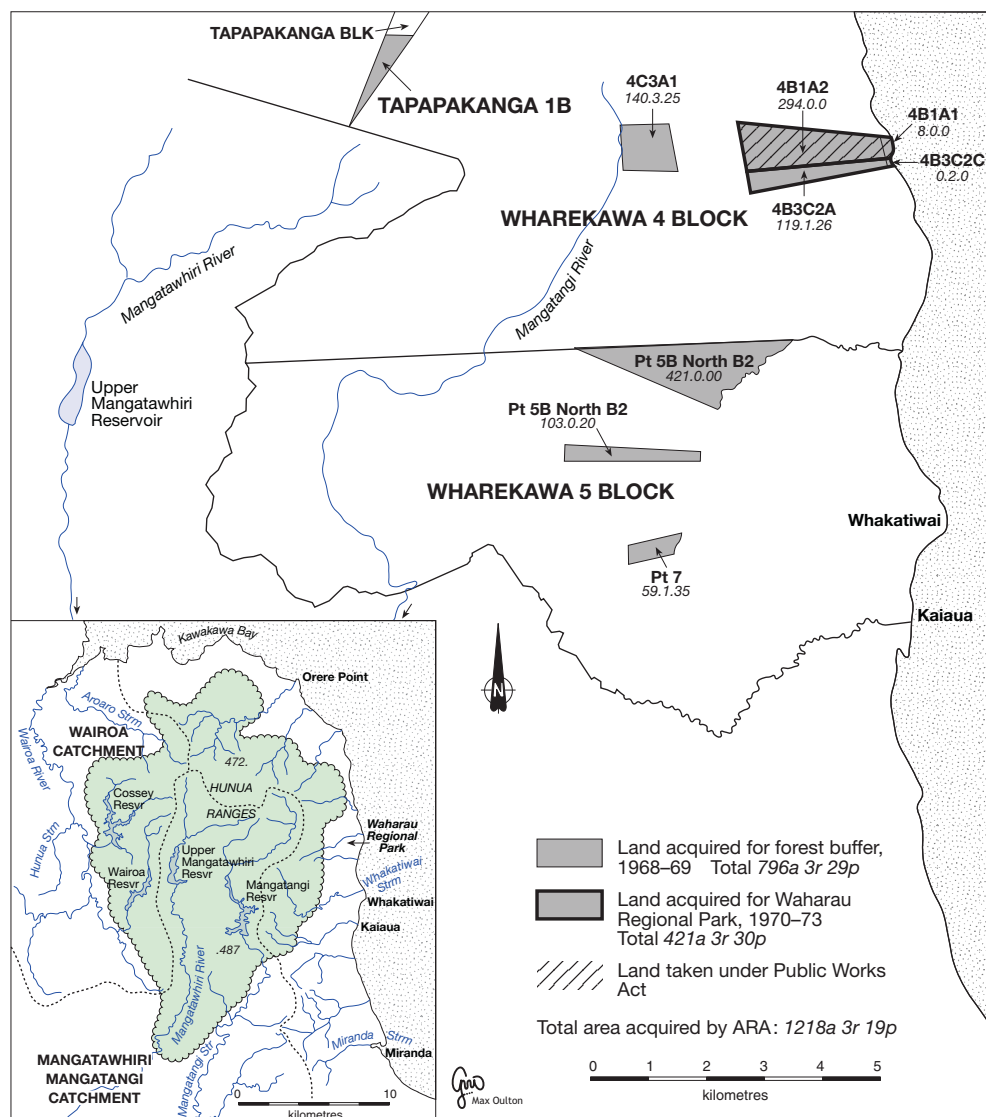 TAPAPAKANGA BLK
TAPAPAKANGA 1B
4C3A1
140.3.25
4B1A2
294.0.0
4B1A1
8.0.0
4B3C2C
0.2.0
4B3C2A
119.1.26
WHAREKAWA 4 BLOCK
Mangatawhiri River
Mangatangi River
Upper
Mangatawhiri
Reservoir
Pt 5B North B2
421.0.00
Pt 5B North B2
103.0.20
WHAREKAWA 5 BLOCK
Whakatiwai
Pt 7
59.1.35
Kaiaua
N
Kawakawa Bay
Orere Point
Aroaro Strm
WAIROA
CATCHMENT
Wairoa River
472.
HUNUA
RANGES
Cossey
Resvr
Hunua Strm
Wairoa
Resvr
Upper
Mangatawhiri
Resvr
Mangatangi
Resvr
Waharau
Regional
Park
Whakatiwai
Strm
Whakatiwai
Kaiaua
.487
Mangatawhiri River
Mangatangi Str
Miranda Strm
Miranda
MANGATAWHIRI
MANGATANGI
CATCHMENT
0 10
kilometres
Land acquired for forest buffer,
1968–69 Total 796a 3r 29p
Land acquired for Waharau
Regional Park, 1970–73
Total 421a 3r 30p
Land taken under Public Works
Act
Total area acquired by ARA: 1218a 3r 19p
0 1 2 3 4 5
kilometres
Max Oulton